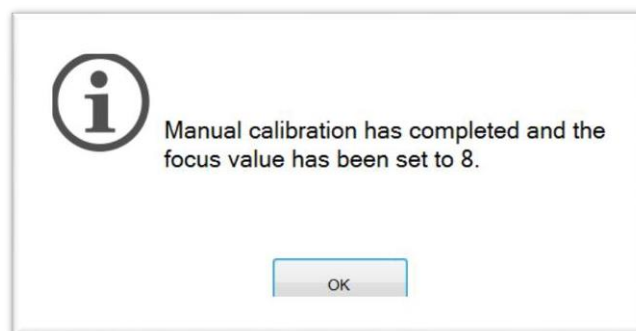 Manual calibration has completed and the
focus value has been set to 8.
OK